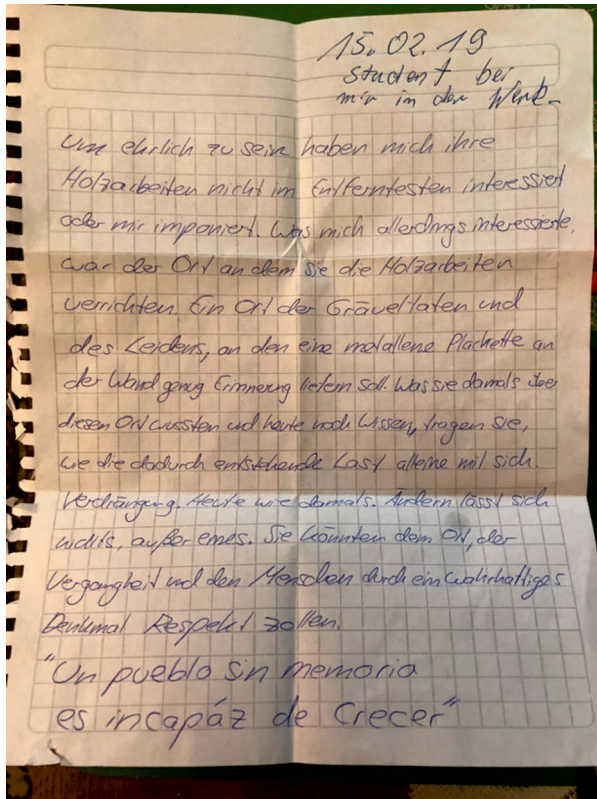 15.02.19
Student bei
mir in der Werk-
Um ehrlich zu sein haben mich ihre
Holzarbeiten nicht im Entferntesten interessiert
oder mir imponiert. Was mich allerdings interessierte,
war der Ort an dem sie die Holzarbeiten
verrichten. Ein Ort der Gräveltaten und
des Leidens, an den eine metallene Plachette an
der Wand genug Erinnerung liefern soll. Was sie damals über
diesen Ort wussten und heute noch Wissen, tragen sie,
wie die dadurch entstehende Last alleine mit sich.
Verdrängung. Heute wie damals. Ändern lässt sich
nichts, außer eines. Sie könnten dem Ort, der
Vergangheit und den Menschen durch ein wahrhaftiges
Denkmal Respekt zollen.
"Un pueblo sin memoria
es incapáz de Crecer"